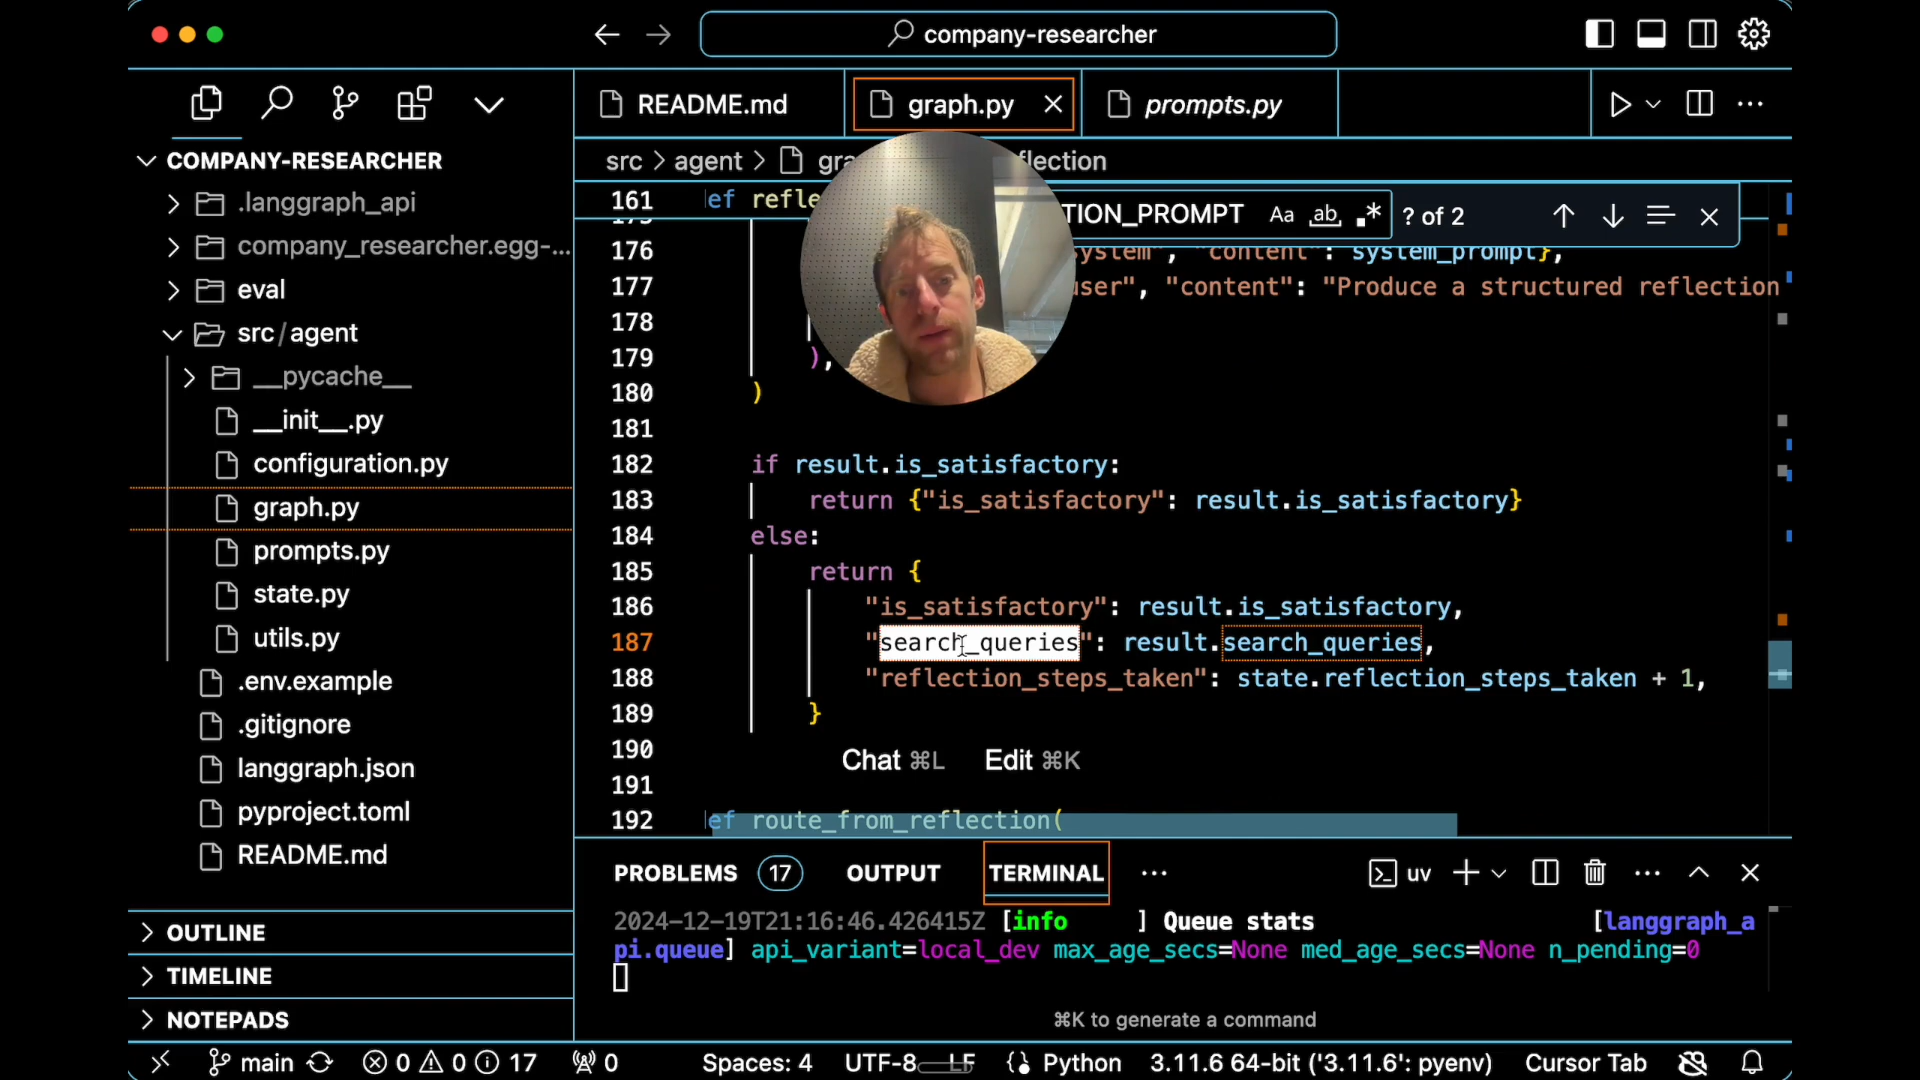 company-researcher
README.md
graph.py
prompts.py
COMPANY-RESEARCHER
.langgraph_api
company_researcher.egg-...
eval
src/agent
__pycache__
__init__.py
configuration.py
graph.py
prompts.py
state.py
utils.py
.env.example
.gitignore
langgraph.json
pyproject.toml
README.md
OUTLINE
TIMELINE
NOTEPADS
src > agent > gra flection
TION_PROMPT Aa ab .* ? of 2
161 ef refle
175
176 ystem", "content": system_prompt},
177 user", "content": "Produce a structured reflection
178
179 ),
180 )
181
182 if result.is_satisfactory:
183 return {"is_satisfactory": result.is_satisfactory}
184 else:
185 return {
186 "is_satisfactory": result.is_satisfactory,
187 "search_queries": result.search_queries,
188 "reflection_steps_taken": state.reflection_steps_taken + 1,
189 }
190 Chat ⌘L Edit ⌘K
191
192 ef route_from_reflection(
PROBLEMS 17 OUTPUT TERMINAL ... uv
2024-12-19T21:16:46.426415Z [info ] Queue stats [langgraph_a
pi.queue] api_variant=local_dev max_age_secs=None med_age_secs=None n_pending=0
⌘K to generate a command
main 0 0 17 0 Spaces: 4 UTF-8 LF Python 3.11.6 64-bit ('3.11.6': pyenv) Cursor Tab